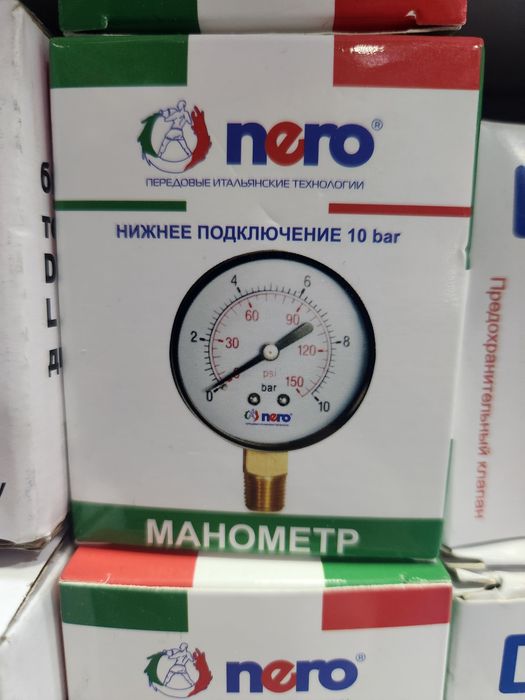 nero®
ПЕРЕДОВЫЕ ИТАЛЬЯНСКИЕ ТЕХНОЛОГИИ
НИЖНЕЕ ПОДКЛЮЧЕНИЕ 10 bar
4 6
60 90
2 8
30 120
psi
0 0 bar 150 10
nero
МАНОМЕТР
nero®
Предохранительный клапан
D
L